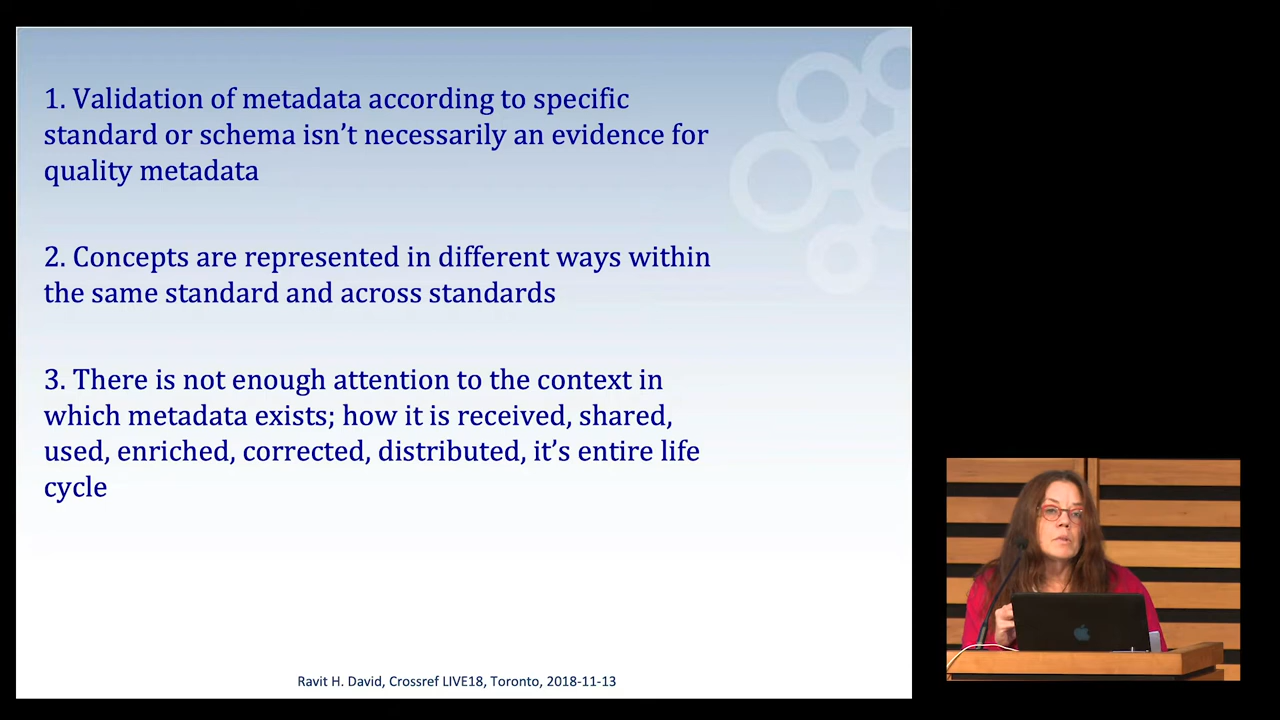 1. Validation of metadata according to specific
standard or schema isn’t necessarily an evidence for
quality metadata
2. Concepts are represented in different ways within
the same standard and across standards
3. There is not enough attention to the context in
which metadata exists; how it is received, shared,
used, enriched, corrected, distributed, it’s entire life
cycle
Ravit H. David, Crossref LIVE18, Toronto, 2018-11-13